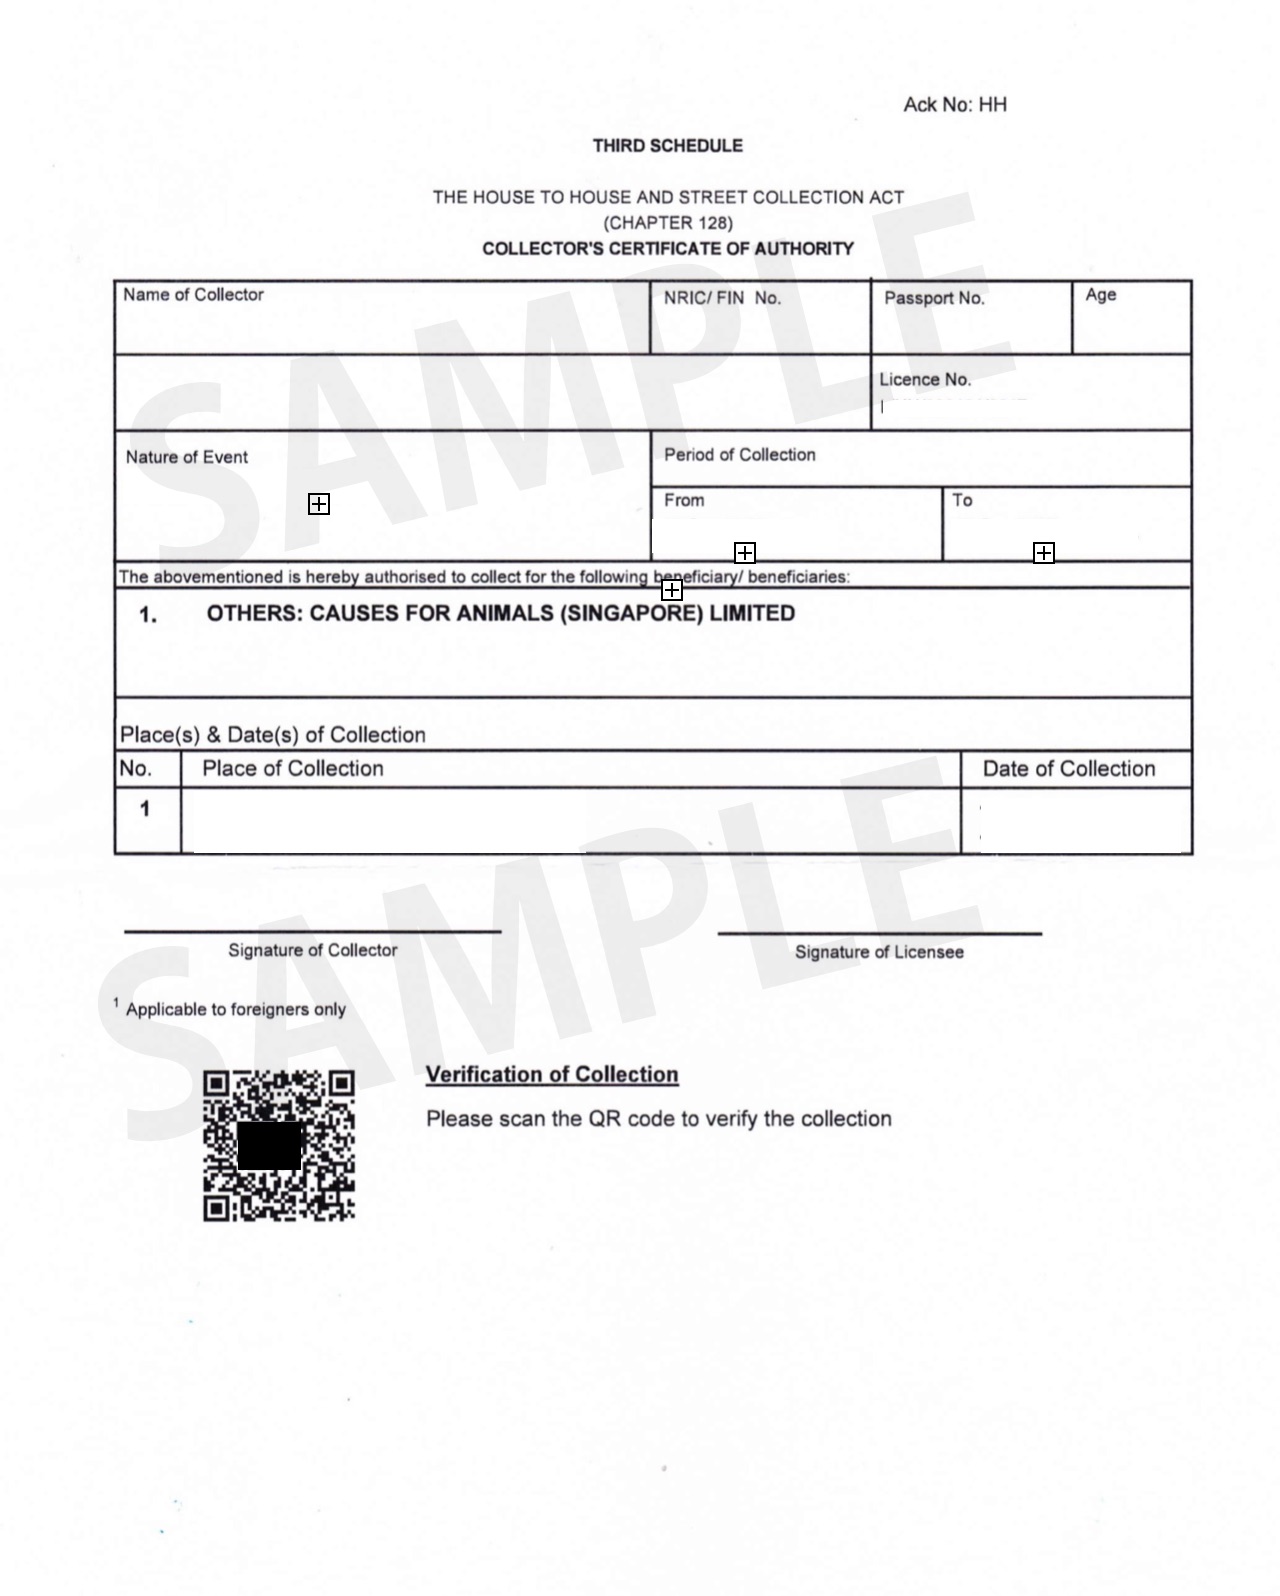 Ack No: HH
THIRD SCHEDULE
THE HOUSE TO HOUSE AND STREET COLLECTION ACT
(CHAPTER 128)
COLLECTOR'S CERTIFICATE OF AUTHORITY
Name of Collector NRIC/ FIN No. Passport No. Age
Licence No.
Nature of Event Period of Collection
From To
The abovementioned is hereby authorised to collect for the following beneficiary/ beneficiaries:
1. OTHERS: CAUSES FOR ANIMALS (SINGAPORE) LIMITED
Place(s) & Date(s) of Collection
No. Place of Collection Date of Collection
1
Signature of Collector Signature of Licensee
1 Applicable to foreigners only
Verification of Collection
Please scan the QR code to verify the collection
SAMPLE
SAMPLE